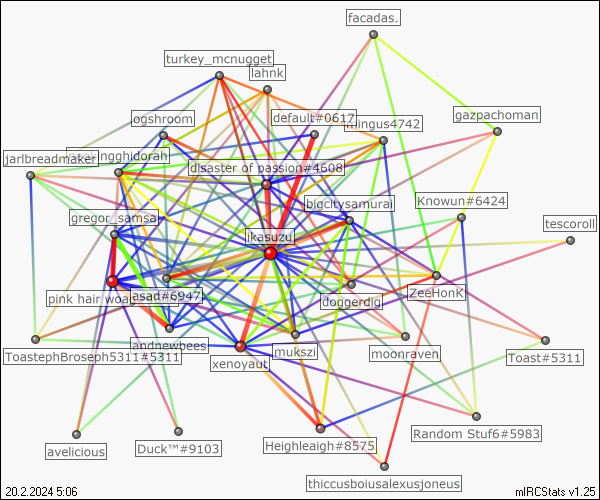 facadas.
turkey_mcnugget
lahnk
ogshroom
default#0617
mingus4742
gazpachoman
jarlbreadmaker
ngghidorah
disaster of passion#4608
gregor_samsa
bigcitysamurai
Knowun#6424
ikasuzu
tescoroll
pink hair woa
asad#6947
doggerdig
ZeeHonk
andnewbees
ToastephBroseph5311#5311
xenoyaut
mukszi
moonraven
Toast#5311
avelicious
Duck™#9103
Heighleaigh#8575
Random Stuf6#5983
thiccusboiusalexusjoneus
20.2.2024 5:06
mIRCStats v1.25